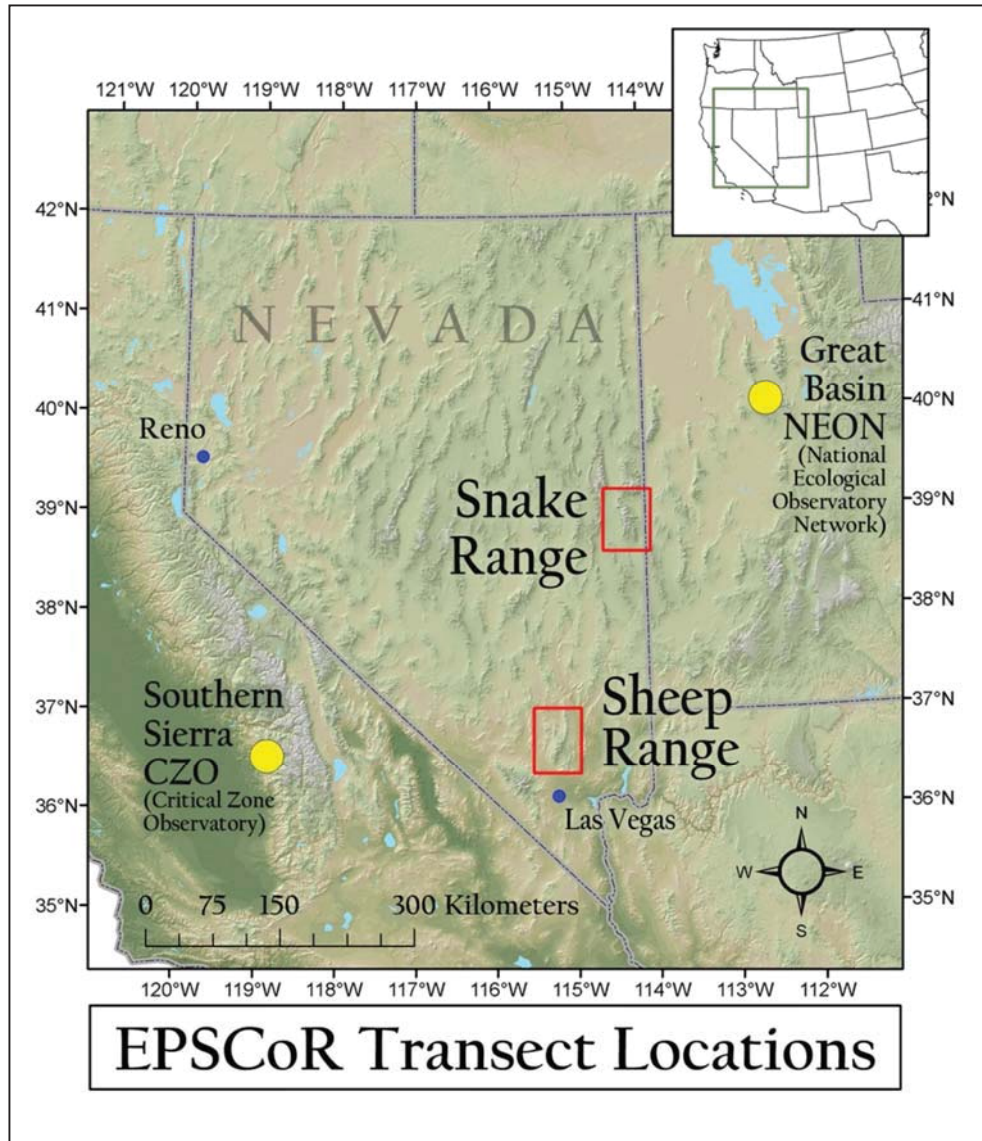 121°W 120°W 119°W 118°W 117°W 116°W 115°W 114°W
42°N
2°N
41°N
41°N
NEVADA
Great
Basin
NEON
(National
Ecological
Observatory
Network)
40°N
40°N
Reno
39°N
39°N
Snake
Range
38°N
38°N
37°N
37°N
Southern
Sierra
CZO
(Critical Zone
Observatory)
Sheep
Range
36°N
36°N
Las Vegas
N
W E
S
35°N
35°N
0 75 150 300 Kilometers
120°W 119°W 118°W 117°W 116°W 115°W 114°W 113°W 112°W
EPSCoR Transect Locations